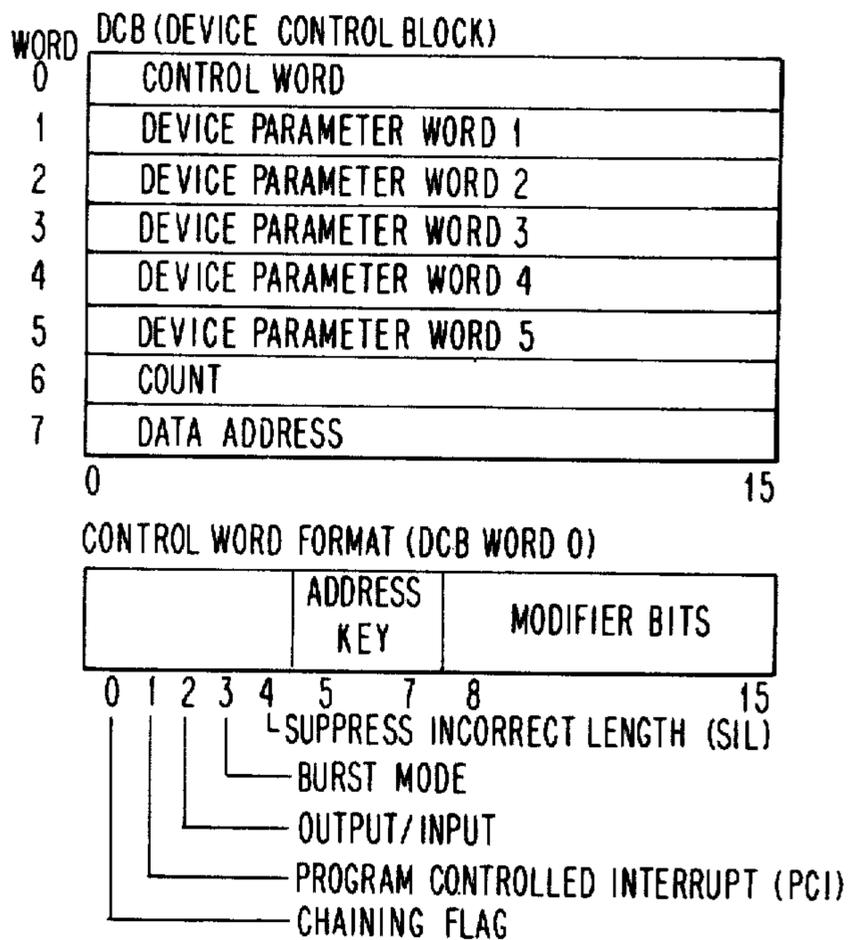 DCB (DEVICE CONTROL BLOCK)
WORD
0 CONTROL WORD
1 DEVICE PARAMETER WORD 1
2 DEVICE PARAMETER WORD 2
3 DEVICE PARAMETER WORD 3
4 DEVICE PARAMETER WORD 4
5 DEVICE PARAMETER WORD 5
6 COUNT
7 DATA ADDRESS
0 15
CONTROL WORD FORMAT (DCB WORD 0)
ADDRESS
KEY
MODIFIER BITS
0 1 2 3 4 5 7 8 15
SUPPRESS INCORRECT LENGTH (SIL)
BURST MODE
OUTPUT/INPUT
PROGRAM CONTROLLED INTERRUPT (PCI)
CHAINING FLAG